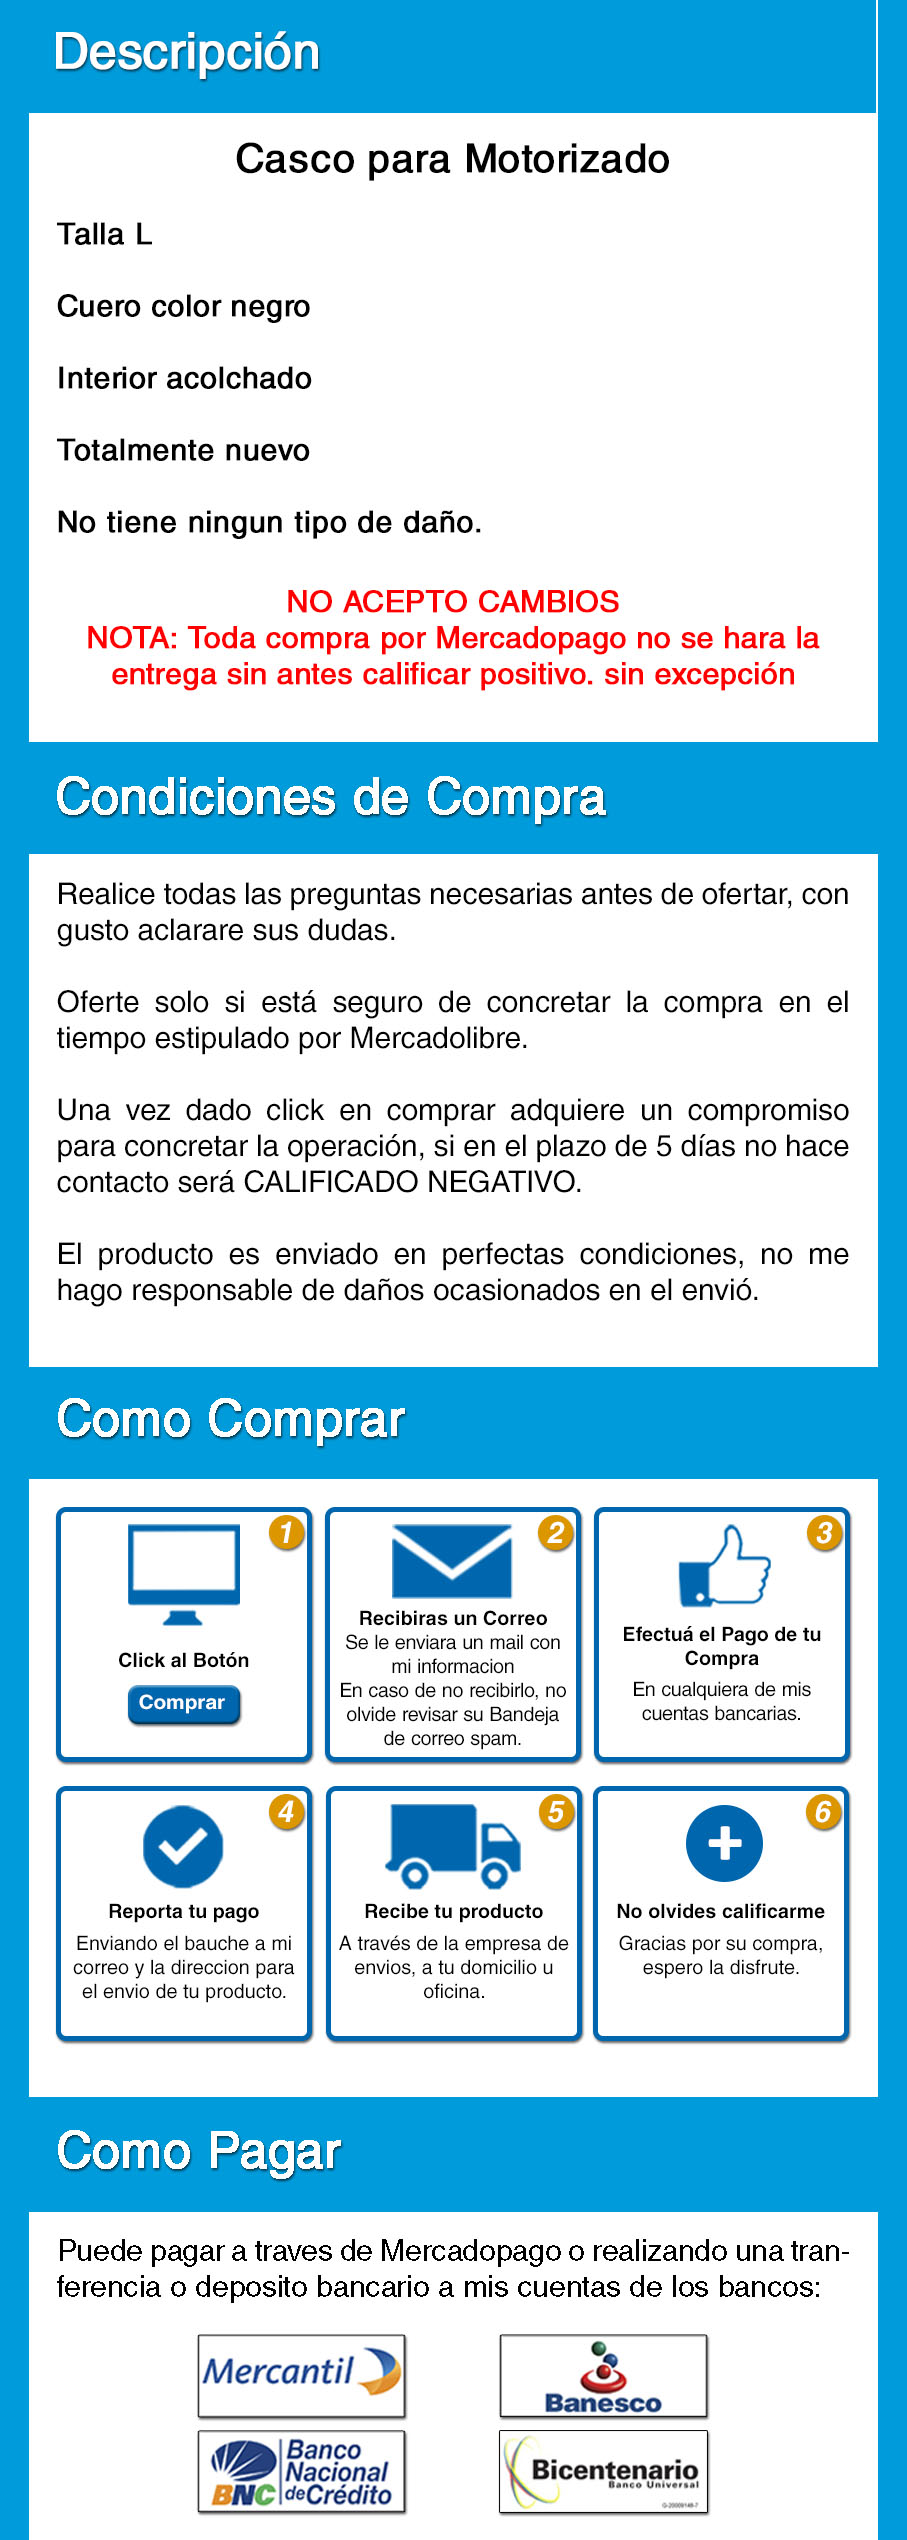 Descripción
Casco para Motorizado
Talla L
Cuero color negro
Interior acolchado
Totalmente nuevo
No tiene ningun tipo de daño.
NO ACEPTO CAMBIOS
NOTA: Toda compra por Mercadopago no se hara la
entrega sin antes calificar positivo. sin excepción
Condiciones de Compra
Realice todas las preguntas necesarias antes de ofertar, con
gusto aclarare sus dudas.
Oferte solo si está seguro de concretar la compra en el
tiempo estipulado por Mercadolibre.
Una vez dado click en comprar adquiere un compromiso
para concretar la operación, si en el plazo de 5 días no hace
contacto será CALIFICADO NEGATIVO.
El producto es enviado en perfectas condiciones, no me
hago responsable de daños ocasionados en el envió.
Como Comprar
1
Click al Botón
Comprar
2
Recibiras un Correo
Se le enviara un mail con
mi informacion
En caso de no recibirlo, no
olvide revisar su Bandeja
de correo spam.
3
Efectuá el Pago de tu
Compra
En cualquiera de mis
cuentas bancarias.
4
Reporta tu pago
Enviando el bauche a mi
correo y la direccion para
el envio de tu producto.
5
Recibe tu producto
A través de la empresa de
envios, a tu domicilio u
oficina.
6
No olvides calificarme
Gracias por su compra,
espero la disfrute.
Como Pagar
Puede pagar a traves de Mercadopago o realizando una tran-
ferencia o deposito bancario a mis cuentas de los bancos:
Mercantil
Banesco
BNC
Banco
Nacional
de Crédito
Bicentenario
Banco Universal